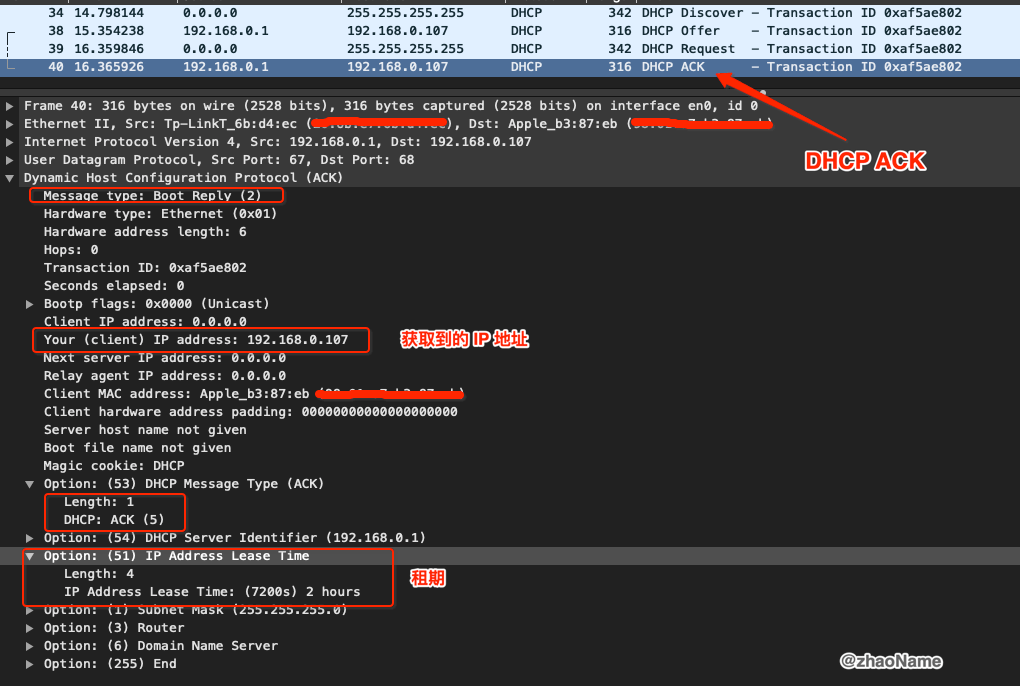 34 14.798144 0.0.0.0 255.255.255.255 DHCP 342 DHCP Discover – Transaction ID 0xaf5ae802
38 15.354238 192.168.0.1 192.168.0.107 DHCP 316 DHCP Offer – Transaction ID 0xaf5ae802
39 16.359846 0.0.0.0 255.255.255.255 DHCP 342 DHCP Request – Transaction ID 0xaf5ae802
40 16.365926 192.168.0.1 192.168.0.107 DHCP 316 DHCP ACK – Transaction ID 0xaf5ae802
Frame 40: 316 bytes on wire (2528 bits), 316 bytes captured (2528 bits) on interface en0, id 0
Ethernet II, Src: Tp-LinkT_6b:d4:ec ( ), Dst: Apple_b3:87:eb ( )
Internet Protocol Version 4, Src: 192.168.0.1, Dst: 192.168.0.107
DHCP ACK
User Datagram Protocol, Src Port: 67, Dst Port: 68
Dynamic Host Configuration Protocol (ACK)
Message type: Boot Reply (2)
Hardware type: Ethernet (0x01)
Hardware address length: 6
Hops: 0
Transaction ID: 0xaf5ae802
Seconds elapsed: 0
Bootp flags: 0x0000 (Unicast)
Client IP address: 0.0.0.0
Your (client) IP address: 192.168.0.107
获取到的 IP 地址
Next server IP address: 0.0.0.0
Relay agent IP address: 0.0.0.0
Client MAC address: Apple_b3:87:eb ( )
Client hardware address padding: 00000000000000000000
Server host name not given
Boot file name not given
Magic cookie: DHCP
Option: (53) DHCP Message Type (ACK)
Length: 1
DHCP: ACK (5)
Option: (54) DHCP Server Identifier (192.168.0.1)
Option: (51) IP Address Lease Time
Length: 4
租期
IP Address Lease Time: (7200s) 2 hours
Option: (1) Subnet Mask (255.255.255.0)
Option: (3) Router
Option: (6) Domain Name Server
Option: (255) End
@zhaoName